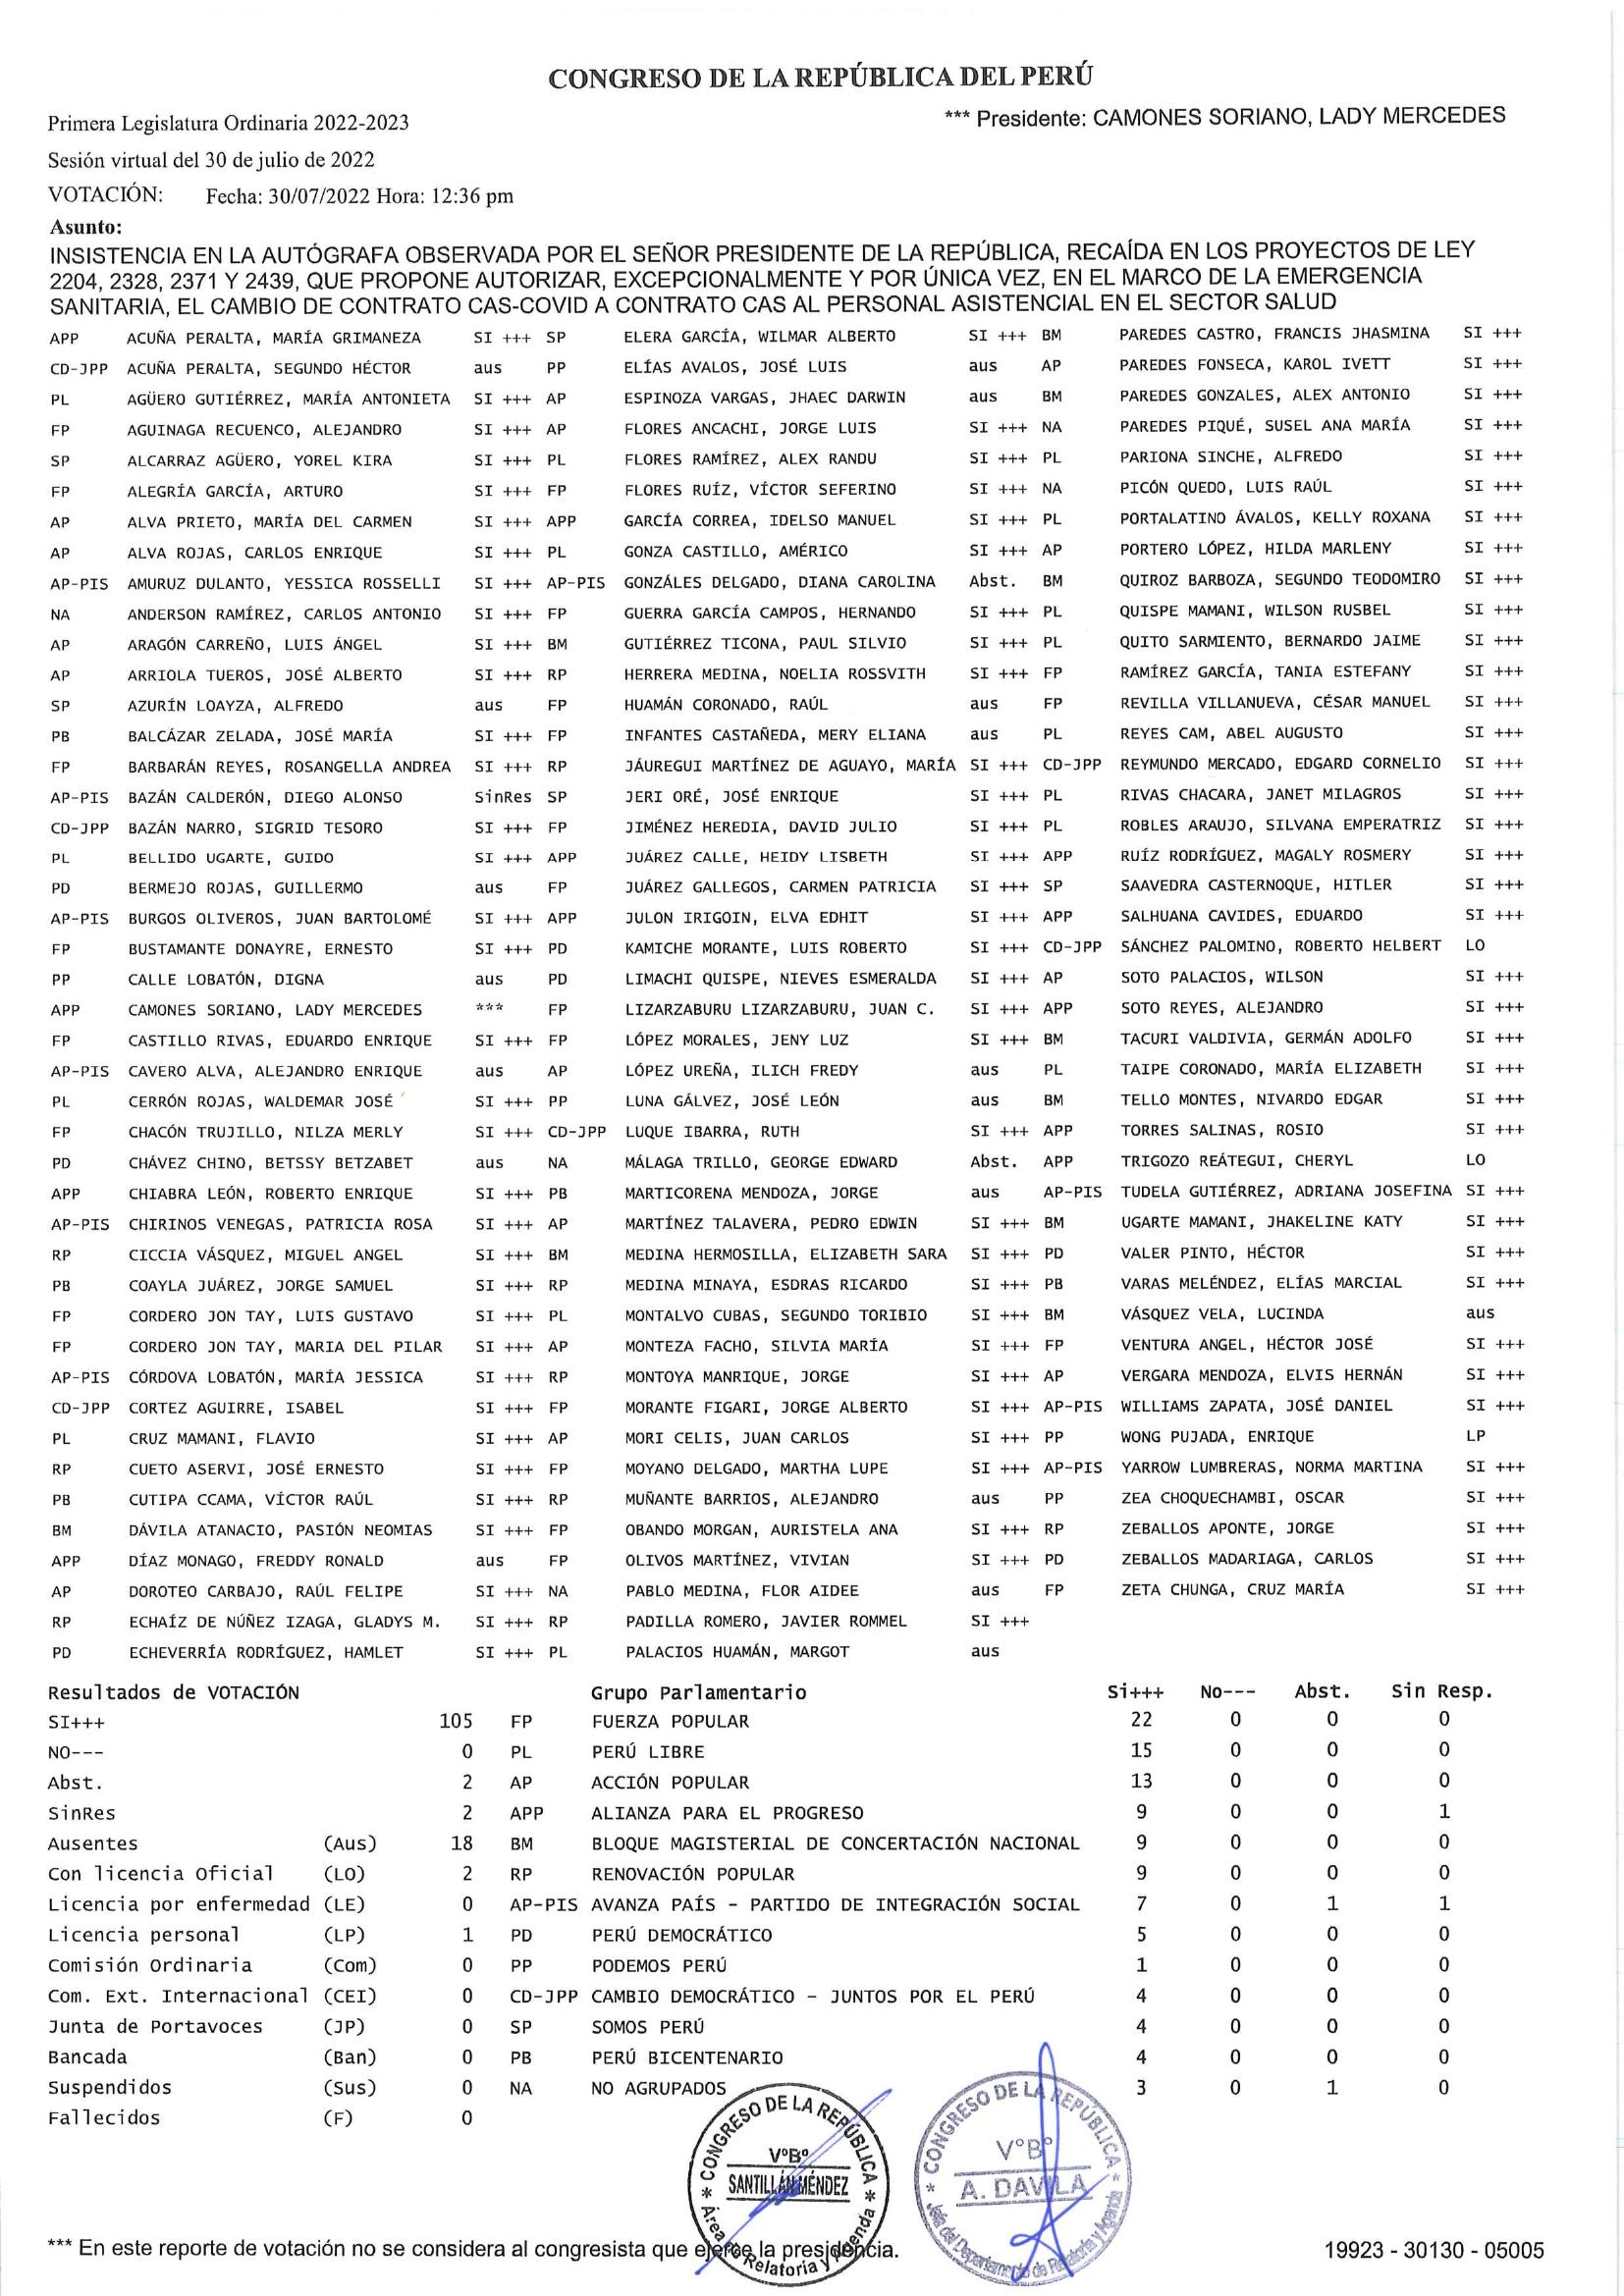 CONGRESO DE LA REPÚBLICA DEL PERÚ
Primera Legislatura Ordinaria 2022-2023
*** Presidente: CAMONES SORIANO, LADY MERCEDES
Sesión virtual del 30 de julio de 2022
VOTACIÓN: Fecha: 30/07/2022 Hora: 12:36 pm
Asunto:
INSISTENCIA EN LA AUTÓGRAFA OBSERVADA POR EL SEÑOR PRESIDENTE DE LA REPÚBLICA, RECAÍDA EN LOS PROYECTOS DE LEY
2204, 2328, 2371 Y 2439, QUE PROPONE AUTORIZAR, EXCEPCIONALMENTE Y POR ÚNICA VEZ, EN EL MARCO DE LA EMERGENCIA
SANITARIA, EL CAMBIO DE CONTRATO CAS-COVID A CONTRATO CAS AL PERSONAL ASISTENCIAL EN EL SECTOR SALUD
APP ACUÑA PERALTA, MARÍA GRIMANEZA SI +++ SP ELERA GARCÍA, WILMAR ALBERTO SI +++ BM PAREDES CASTRO, FRANCIS JHASMINA SI +++
CD-JPP ACUÑA PERALTA, SEGUNDO HÉCTOR aus PP ELÍAS AVALOS, JOSÉ LUIS aus AP PAREDES FONSECA, KAROL IVETT SI +++
PL AGÜERO GUTIÉRREZ, MARÍA ANTONIETA SI +++ AP ESPINOZA VARGAS, JHAEC DARWIN aus BM PAREDES GONZALES, ALEX ANTONIO SI +++
FP AGUINAGA RECUENCO, ALEJANDRO SI +++ AP FLORES ANCACHI, JORGE LUIS SI +++ NA PAREDES PIQUÉ, SUSEL ANA MARÍA SI +++
SP ALCARRAZ AGÜERO, YOREL KIRA SI +++ PL FLORES RAMÍREZ, ALEX RANDU SI +++ PL PARIONA SINCHE, ALFREDO SI +++
FP ALEGRÍA GARCÍA, ARTURO SI +++ FP FLORES RUÍZ, VÍCTOR SEFERINO SI +++ NA PICÓN QUEDO, LUIS RAÚL SI +++
AP ALVA PRIETO, MARÍA DEL CARMEN SI +++ APP GARCÍA CORREA, IDELSO MANUEL SI +++ PL PORTALATINO ÁVALOS, KELLY ROXANA SI +++
AP ALVA ROJAS, CARLOS ENRIQUE SI +++ PL GONZA CASTILLO, AMÉRICO SI +++ AP PORTERO LÓPEZ, HILDA MARLENY SI +++
AP-PIS AMURUZ DULANTO, YESSICA ROSSELLI SI +++ AP-PIS GONZÁLES DELGADO, DIANA CAROLINA Abst. BM QUIROZ BARBOZA, SEGUNDO TEODOMIRO SI +++
NA ANDERSON RAMÍREZ, CARLOS ANTONIO SI +++ FP GUERRA GARCÍA CAMPOS, HERNANDO SI +++ PL QUISPE MAMANI, WILSON RUSBEL SI +++
AP ARAGÓN CARREÑO, LUIS ÁNGEL SI +++ BM GUTIÉRREZ TICONA, PAUL SILVIO SI +++ PL QUITO SARMIENTO, BERNARDO JAIME SI +++
AP ARRIOLA TUEROS, JOSÉ ALBERTO SI +++ RP HERRERA MEDINA, NOELIA ROSSVITH SI +++ FP RAMÍREZ GARCÍA, TANIA ESTEFANY SI +++
SP AZURÍN LOAYZA, ALFREDO aus FP HUAMÁN CORONADO, RAÚL aus FP REVILLA VILLANUEVA, CÉSAR MANUEL SI +++
PB BALCÁZAR ZELADA, JOSÉ MARÍA SI +++ FP INFANTES CASTAÑEDA, MERY ELIANA aus PL REYES CAM, ABEL AUGUSTO SI +++
FP BARBARÁN REYES, ROSANGELLA ANDREA SI +++ RP JÁUREGUI MARTÍNEZ DE AGUAYO, MARÍA SI +++ CD-JPP REYMUNDO MERCADO, EDGARD CORNELIO SI +++
AP-PIS BAZÁN CALDERÓN, DIEGO ALONSO SinRes SP JERI ORÉ, JOSÉ ENRIQUE SI +++ PL RIVAS CHACARA, JANET MILAGROS SI +++
CD-JPP BAZÁN NARRO, SIGRID TESORO SI +++ FP JIMÉNEZ HEREDIA, DAVID JULIO SI +++ PL ROBLES ARAUJO, SILVANA EMPERATRIZ SI +++
PL BELLIDO UGARTE, GUIDO SI +++ APP JUÁREZ CALLE, HEIDY LISBETH SI +++ APP RUÍZ RODRÍGUEZ, MAGALY ROSMERY SI +++
PD BERMEJO ROJAS, GUILLERMO aus FP JUÁREZ GALLEGOS, CARMEN PATRICIA SI +++ SP SAAVEDRA CASTERNOQUE, HITLER SI +++
AP-PIS BURGOS OLIVEROS, JUAN BARTOLOMÉ SI +++ APP JULON IRIGOIN, ELVA EDHIT SI +++ APP SALHUANA CAVIDES, EDUARDO SI +++
FP BUSTAMANTE DONAYRE, ERNESTO SI +++ PD KAMICHE MORANTE, LUIS ROBERTO SI +++ CD-JPP SÁNCHEZ PALOMINO, ROBERTO HELBERT LO
PP CALLE LOBATÓN, DIGNA aus PD LIMACHI QUISPE, NIEVES ESMERALDA SI +++ AP SOTO PALACIOS, WILSON SI +++
APP CAMONES SORIANO, LADY MERCEDES *** FP LIZARZABURU LIZARZABURU, JUAN C. SI +++ APP SOTO REYES, ALEJANDRO SI +++
FP CASTILLO RIVAS, EDUARDO ENRIQUE SI +++ FP LÓPEZ MORALES, JENY LUZ SI +++ BM TACURI VALDIVIA, GERMÁN ADOLFO SI +++
AP-PIS CAVERO ALVA, ALEJANDRO ENRIQUE aus AP LÓPEZ UREÑA, ILICH FREDY aus PL TAIPE CORONADO, MARÍA ELIZABETH SI +++
PL CERRÓN ROJAS, WALDEMAR JOSÉ SI +++ PP LUNA GÁLVEZ, JOSÉ LEÓN aus BM TELLO MONTES, NIVARDO EDGAR SI +++
FP CHACÓN TRUJILLO, NILZA MERLY SI +++ CD-JPP LUQUE IBARRA, RUTH SI +++ APP TORRES SALINAS, ROSIO SI +++
PD CHÁVEZ CHINO, BETSSY BETZABET aus NA MÁLAGA TRILLO, GEORGE EDWARD Abst. APP TRIGOZO REÁTEGUI, CHERYL LO
APP CHIABRA LEÓN, ROBERTO ENRIQUE SI +++ PB MARTICORENA MENDOZA, JORGE aus AP-PIS TUDELA GUTIÉRREZ, ADRIANA JOSEFINA SI +++
AP-PIS CHIRINOS VENEGAS, PATRICIA ROSA SI +++ AP MARTÍNEZ TALAVERA, PEDRO EDWIN SI +++ BM UGARTE MAMANI, JHAKELINE KATY SI +++
RP CICCIA VÁSQUEZ, MIGUEL ANGEL SI +++ BM MEDINA HERMOSILLA, ELIZABETH SARA SI +++ PD VALER PINTO, HÉCTOR SI +++
PB COAYLA JUÁREZ, JORGE SAMUEL SI +++ RP MEDINA MINAYA, ESDRAS RICARDO SI +++ PB VARAS MELÉNDEZ, ELÍAS MARCIAL SI +++
FP CORDERO JON TAY, LUIS GUSTAVO SI +++ PL MONTALVO CUBAS, SEGUNDO TORIBIO SI +++ BM VÁSQUEZ VELA, LUCINDA aus
FP CORDERO JON TAY, MARIA DEL PILAR SI +++ AP MONTEZA FACHO, SILVIA MARÍA SI +++ FP VENTURA ANGEL, HÉCTOR JOSÉ SI +++
AP-PIS CÓRDOVA LOBATÓN, MARÍA JESSICA SI +++ RP MONTOYA MANRIQUE, JORGE SI +++ AP VERGARA MENDOZA, ELVIS HERNÁN SI +++
CD-JPP CORTEZ AGUIRRE, ISABEL SI +++ FP MORANTE FIGARI, JORGE ALBERTO SI +++ AP-PIS WILLIAMS ZAPATA, JOSÉ DANIEL SI +++
PL CRUZ MAMANI, FLAVIO SI +++ AP MORI CELIS, JUAN CARLOS SI +++ PP WONG PUJADA, ENRIQUE LP
RP CUETO ASERVI, JOSÉ ERNESTO SI +++ FP MOYANO DELGADO, MARTHA LUPE SI +++ AP-PIS YARROW LUMBRERAS, NORMA MARTINA SI +++
PB CUTIPA CCAMA, VÍCTOR RAÚL SI +++ RP MUÑANTE BARRIOS, ALEJANDRO aus PP ZEA CHOQUECHAMBI, OSCAR SI +++
BM DÁVILA ATANACIO, PASIÓN NEOMIAS SI +++ FP OBANDO MORGAN, AURISTELA ANA SI +++ RP ZEBALLOS APONTE, JORGE SI +++
APP DÍAZ MONAGO, FREDDY RONALD aus FP OLIVOS MARTÍNEZ, VIVIAN SI +++ PD ZEBALLOS MADARIAGA, CARLOS SI +++
AP DOROTEO CARBAJO, RAÚL FELIPE SI +++ NA PABLO MEDINA, FLOR AIDEE aus FP ZETA CHUNGA, CRUZ MARÍA SI +++
RP ECHAÍZ DE NÚÑEZ IZAGA, GLADYS M. SI +++ RP PADILLA ROMERO, JAVIER ROMMEL SI +++
PD ECHEVERRÍA RODRÍGUEZ, HAMLET SI +++ PL PALACIOS HUAMÁN, MARGOT aus
Resultados de VOTACIÓN Grupo Parlamentario Si+++ No--- Abst. Sin Resp.
SI+++ 105 FP FUERZA POPULAR 22 0 0 0
NO--- 0 PL PERÚ LIBRE 15 0 0 0
Abst. 2 AP ACCIÓN POPULAR 13 0 0 0
SinRes 2 APP ALIANZA PARA EL PROGRESO 9 0 0 1
Ausentes (Aus) 18 BM BLOQUE MAGISTERIAL DE CONCERTACIÓN NACIONAL 9 0 0 0
Con licencia Oficial (LO) 2 RP RENOVACIÓN POPULAR 9 0 0 0
Licencia por enfermedad (LE) 0 AP-PIS AVANZA PAÍS - PARTIDO DE INTEGRACIÓN SOCIAL 7 0 1 1
Licencia personal (LP) 1 PD PERÚ DEMOCRÁTICO 5 0 0 0
Comisión Ordinaria (Com) 0 PP PODEMOS PERÚ 1 0 0 0
Com. Ext. Internacional (CEI) 0 CD-JPP CAMBIO DEMOCRÁTICO - JUNTOS POR EL PERÚ 4 0 0 0
Junta de Portavoces (JP) 0 SP SOMOS PERÚ 4 0 0 0
Bancada (Ban) 0 PB PERÚ BICENTENARIO 4 0 0 0
Suspendidos (Sus) 0 NA NO AGRUPADOS 3 0 1 0
Fallecidos (F) 0
* CONGRESO DE LA REPÚBLICA *
V°B°
SANTILLÁN MÉNDEZ
Área de Relatoría y Agenda
* CONGRESO DE LA REPÚBLICA *
V°B°
A. DAVILA
Jefe del Departamento de Relatoría y Agenda
*** En este reporte de votación no se considera al congresista que ejerce la presidencia.
19923 - 30130 - 05005